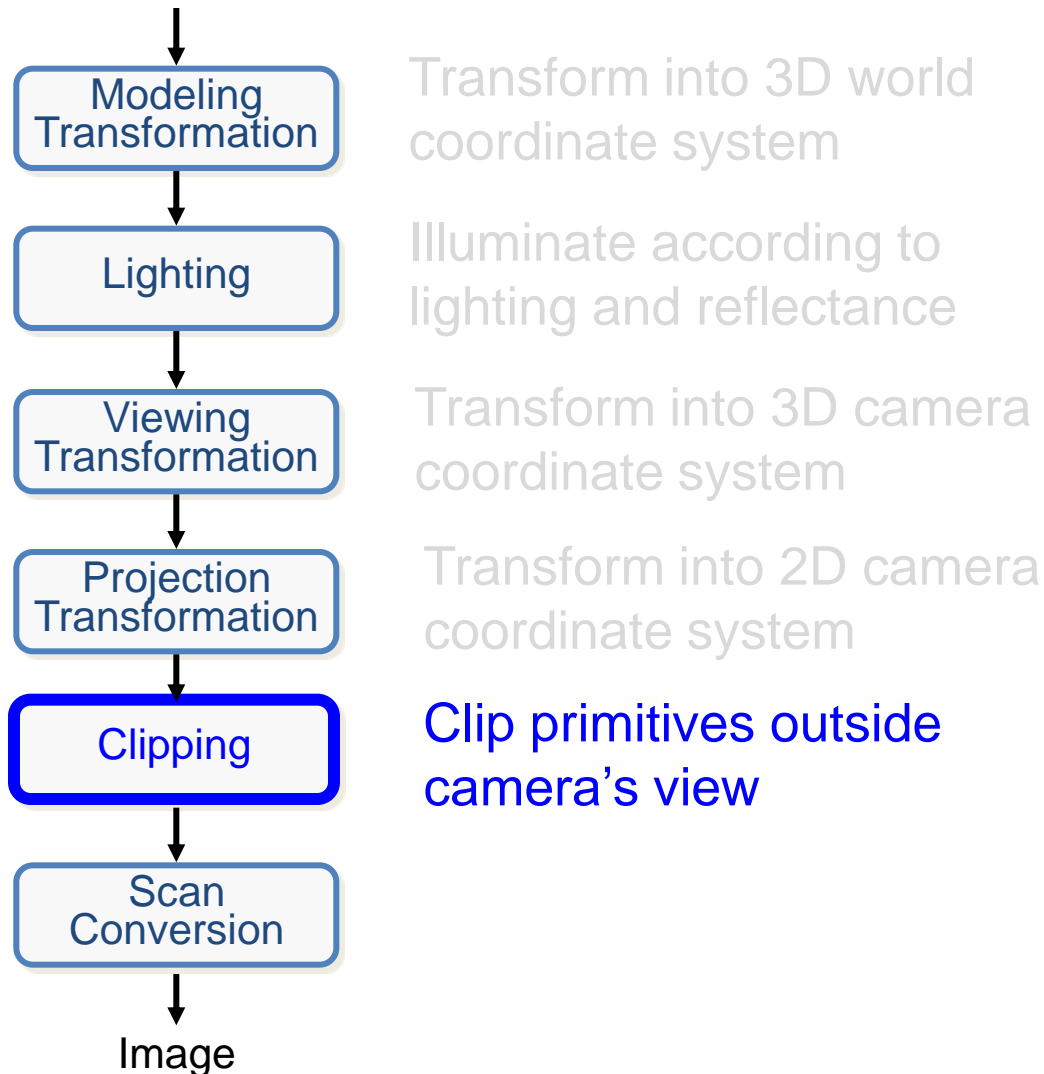 Modeling
Transformation
Transform into 3D world
coordinate system
Lighting
Illuminate according to
lighting and reflectance
Viewing
Transformation
Transform into 3D camera
coordinate system
Projection
Transformation
Transform into 2D camera
coordinate system
Clipping
Clip primitives outside
camera’s view
Scan
Conversion
Image